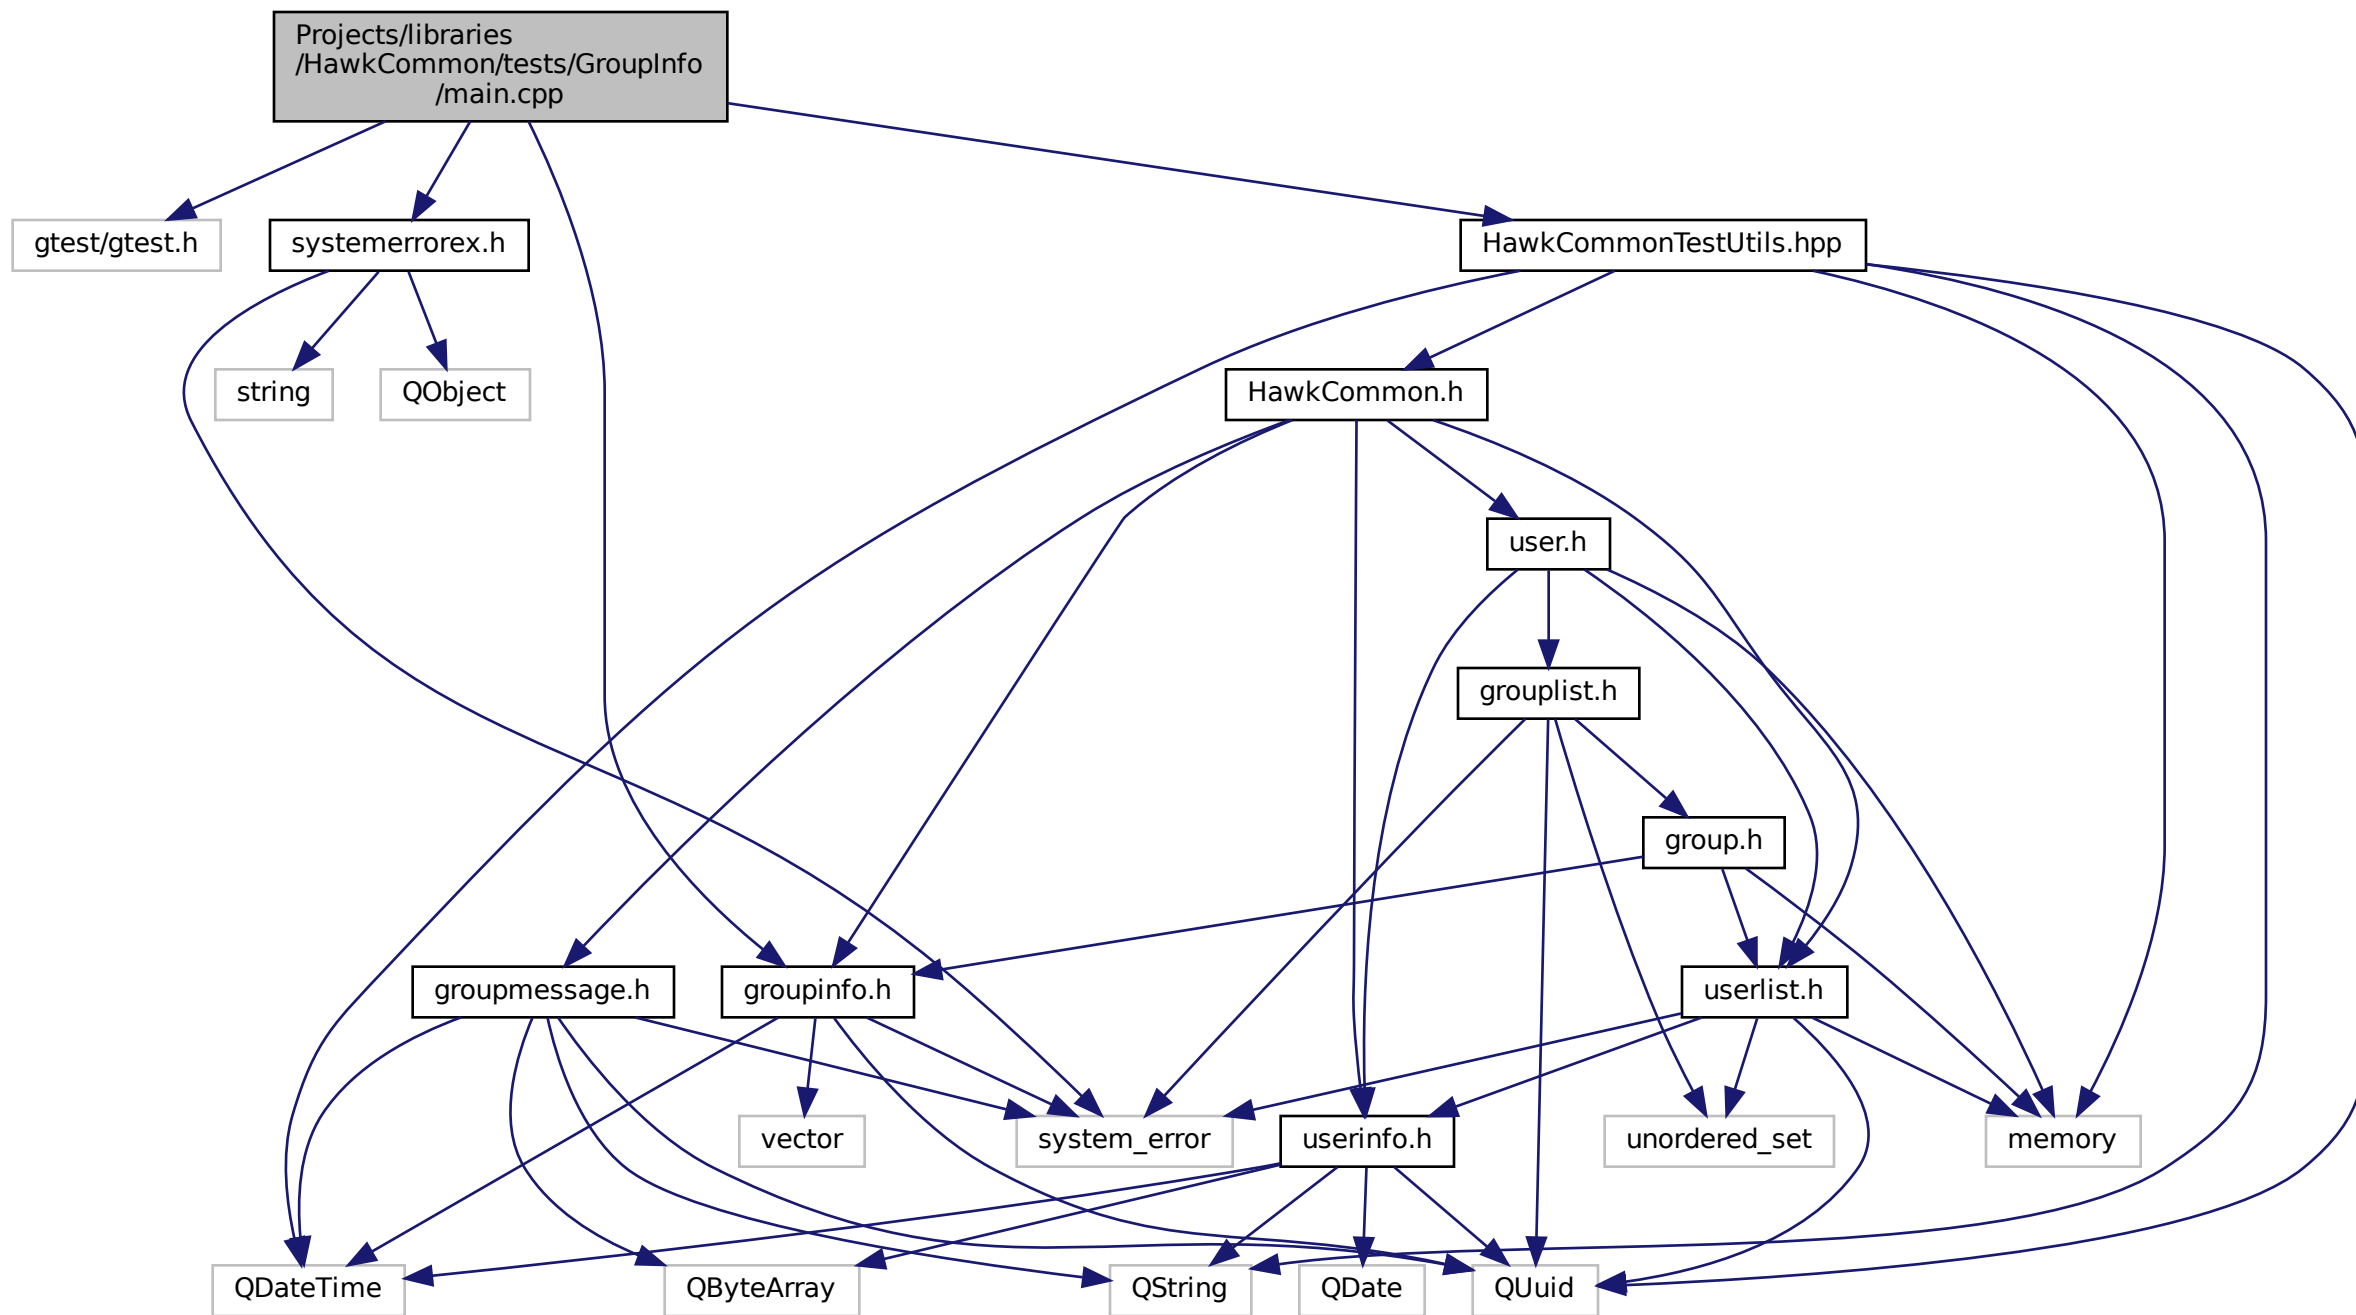 Projects/libraries
/HawkCommon/tests/GroupInfo
/main.cpp
gtest/gtest.h
systemerrorex.h
HawkCommonTestUtils.hpp
string
QObject
HawkCommon.h
user.h
grouplist.h
group.h
groupmessage.h
groupinfo.h
userlist.h
vector
system_error
userinfo.h
unordered_set
memory
QDateTime
QByteArray
QString
QDate
QUuid